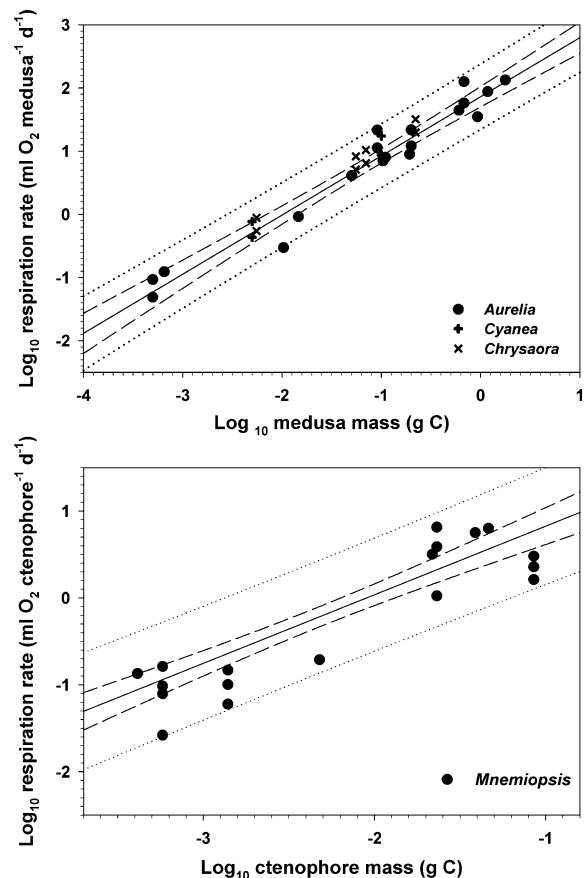 3
2
1
0
-1
-2
Log₁₀ respiration rate (ml O₂ medusa⁻¹ d⁻¹)
Aurelia
Cyanea
Chrysaora
-4 -3 -2 -1 0 1
Log ₁₀ medusa mass (g C)
1
0
-1
-2
Log₁₀ respiration rate (ml O₂ ctenophore⁻¹ d⁻¹)
Mnemiopsis
-3 -2 -1
Log₁₀ ctenophore mass (g C)